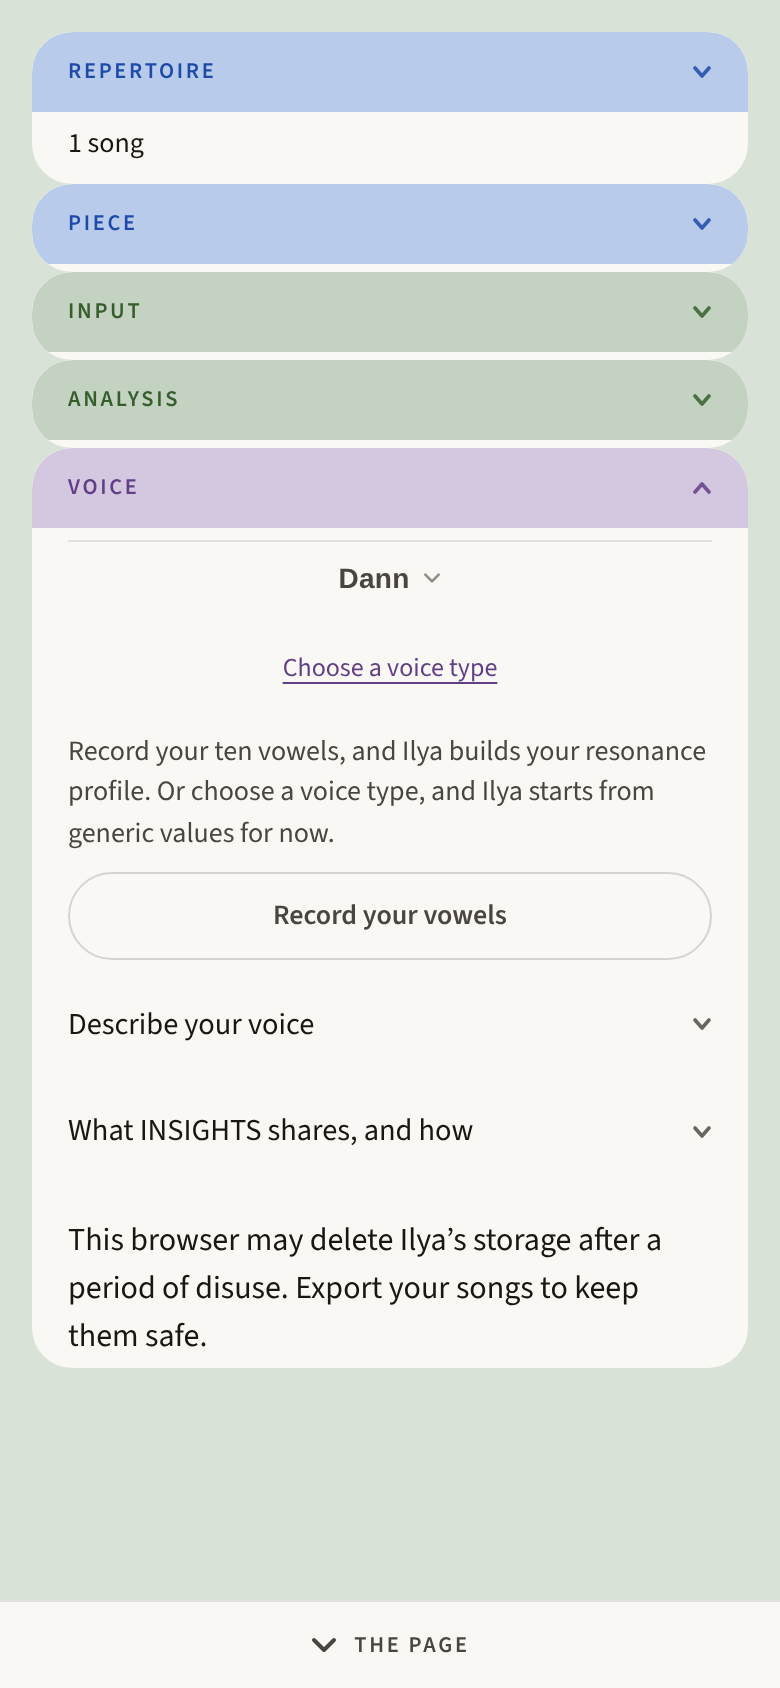 REPERTOIRE
1 song
PIECE
INPUT
ANALYSIS
VOICE
Dann
Choose a voice type
Record your ten vowels, and Ilya builds your resonance
profile. Or choose a voice type, and Ilya starts from
generic values for now.
Record your vowels
Describe your voice
What INSIGHTS shares, and how
This browser may delete Ilya’s storage after a
period of disuse. Export your songs to keep
them safe.
THE PAGE